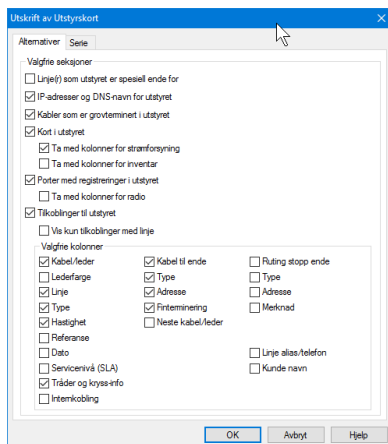 Utskrift av Utstyrskort
Alternativer Serie
Valgfrie seksjoner
Linje(r) som utstyret er spesiell ende for
IP-adresser og DNS-navn for utstyret
Kabler som er grovterminert i utstyret
Kort i utstyret
Ta med kolonner for strømforsyning
Ta med kolonner for inventar
Porter med registreringer i utstyret
Ta med kolonner for radio
Tilkoblinger til utstyret
Vis kun tilkoblinger med linje
Valgfrie kolonner
Kabel/leder Kabel til ende Ruting stopp ende
Lederfarge Type Type
Linje Adresse Adresse
Type Finterminering Merknad
Hastighet Neste kabel/leder
Referanse
Dato Linje alias/telefon
Servicenivå (SLA) Kunde navn
Tråder og kryss-info
Internkobling
OK Avbryt Hjelp